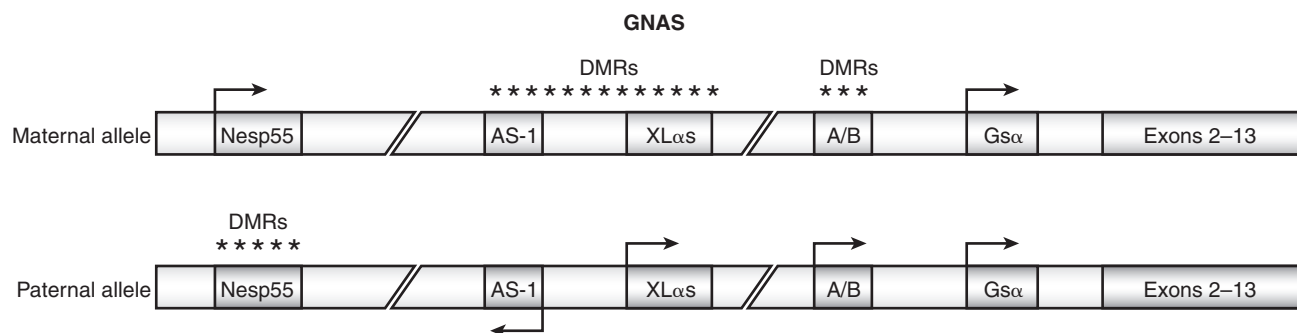 GNAS
DMRs DMRs
************* ***
Maternal allele Nesp55 AS-1 XLαs A/B Gsα Exons 2–13
DMRs
*****
Paternal allele Nesp55 AS-1 XLαs A/B Gsα Exons 2–13